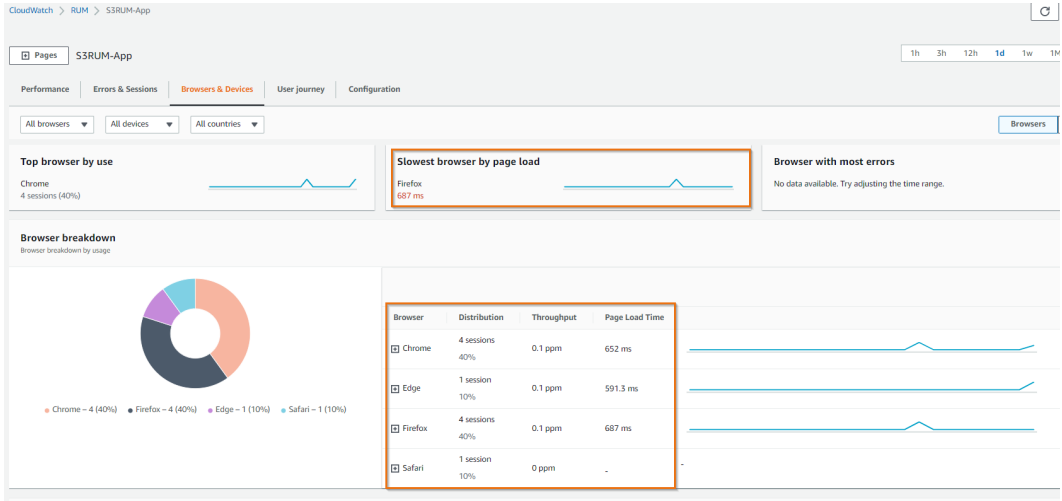 CloudWatch > RUM > S3RUM-App
Pages S3RUM-App
1h 3h 12h 1d 1w 1M
Performance Errors & Sessions Browsers & Devices User journey Configuration
All browsers All devices All countries Browsers
Top browser by use
Chrome
4 sessions (40%)
Slowest browser by page load
Firefox
687 ms
Browser with most errors
No data available. Try adjusting the time range.
Browser breakdown
Browser breakdown by usage
Chrome – 4 (40%) Firefox – 4 (40%) Edge – 1 (10%) Safari – 1 (10%)
Browser Distribution Throughput Page Load Time
Chrome 4 sessions 40% 0.1 ppm 652 ms
Edge 1 session 10% 0.1 ppm 591.3 ms
Firefox 4 sessions 40% 0.1 ppm 687 ms
Safari 1 session 10% 0 ppm - -